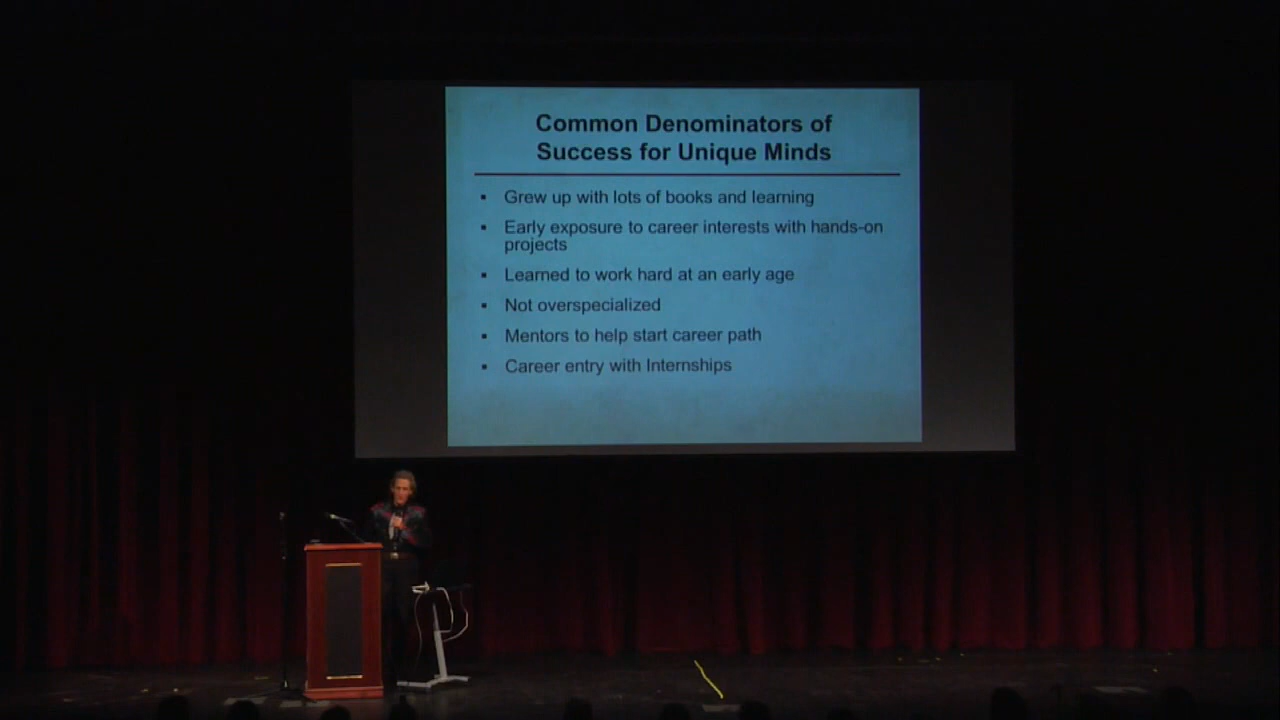 Common Denominators of
Success for Unique Minds
▪ Grew up with lots of books and learning
▪ Early exposure to career interests with hands-on
projects
▪ Learned to work hard at an early age
▪ Not overspecialized
▪ Mentors to help start career path
▪ Career entry with Internships